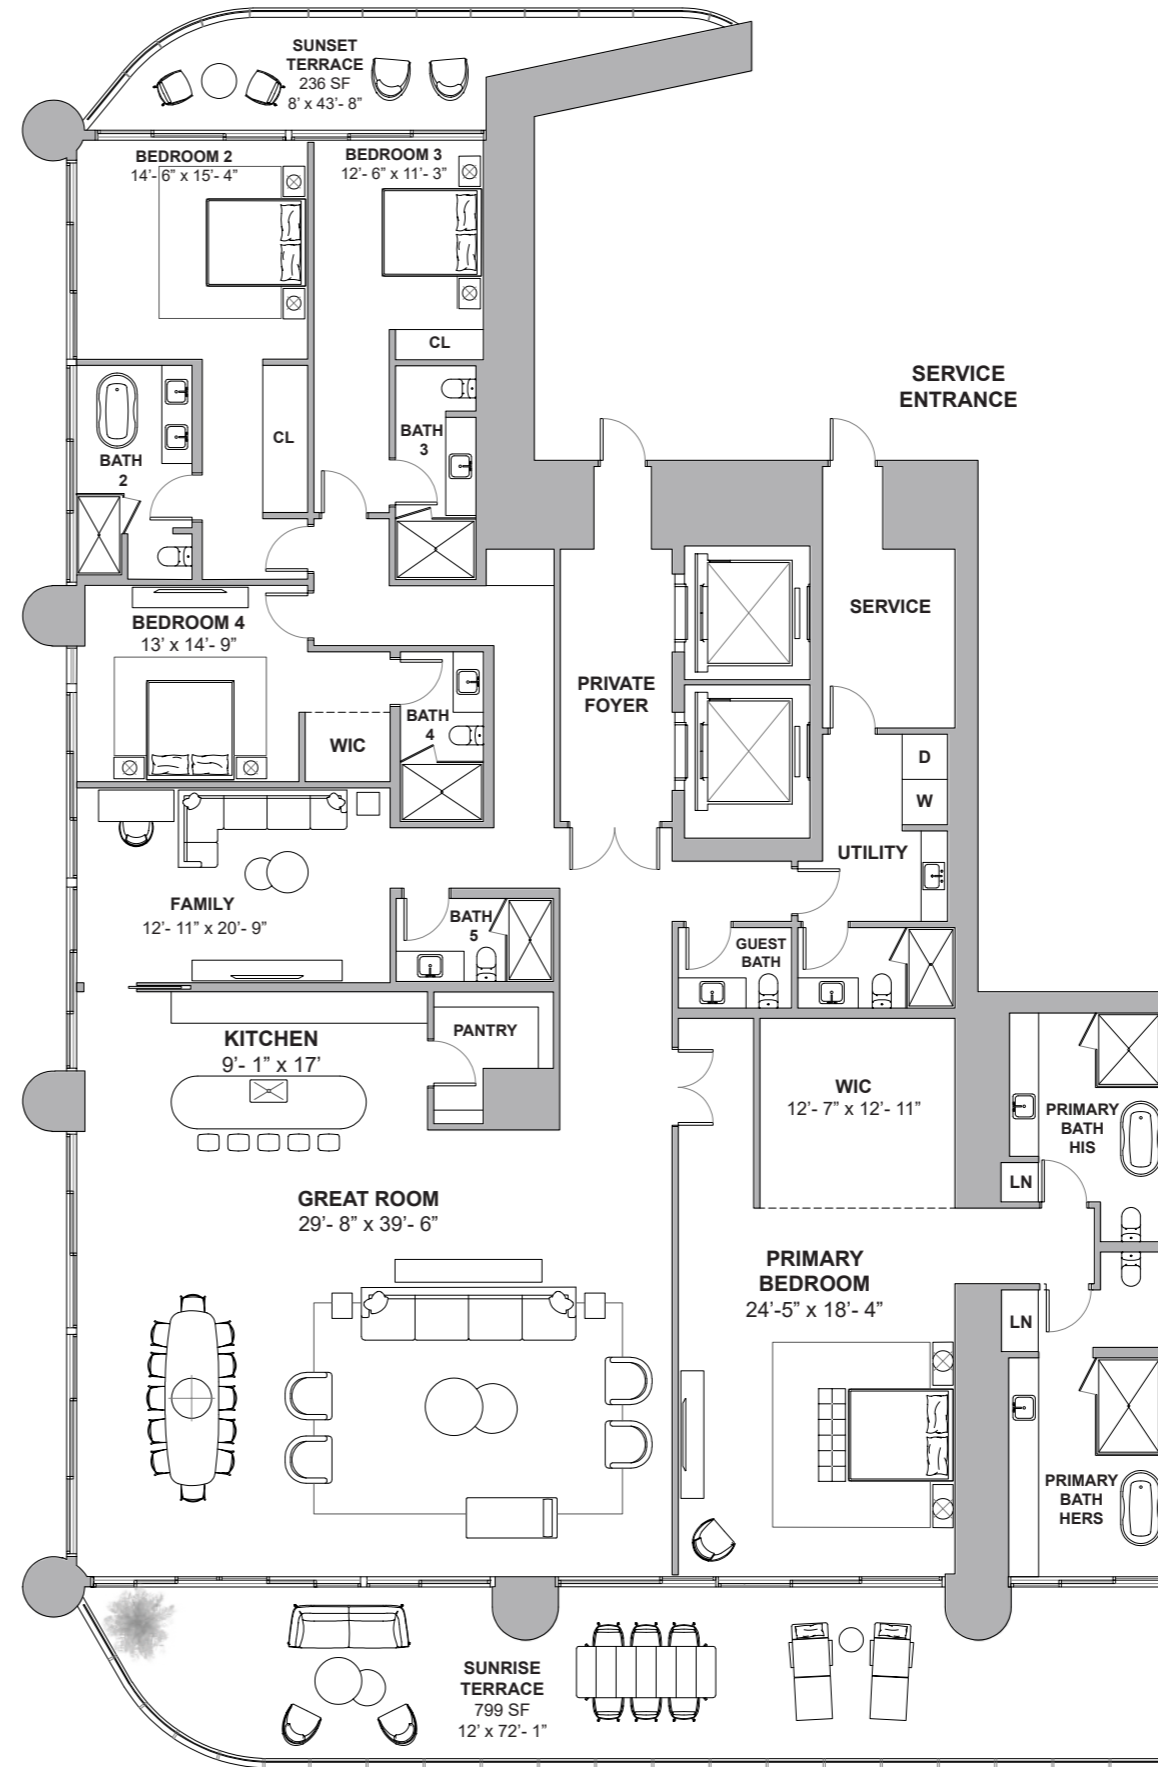 SUNSET
TERRACE
236 SF
8' x 43'- 8”
BEDROOM 2
14'- 6” x 15'- 4”
BEDROOM 3
12'- 6” x 11'- 3”
CL
SERVICE
ENTRANCE
BATH
2
CL
BATH
3
BEDROOM 4
13' x 14'- 9”
SERVICE
PRIVATE
FOYER
BATH
4
WIC
D
W
UTILITY
FAMILY
12'- 11” x 20'- 9”
BATH
5
GUEST
BATH
KITCHEN
9'- 1” x 17'
PANTRY
WIC
12'- 7” x 12'- 11”
PRIMARY
BATH
HIS
LN
GREAT ROOM
29'- 8” x 39'- 6”
PRIMARY
BEDROOM
24'-5” x 18'- 4”
LN
PRIMARY
BATH
HERS
SUNRISE
TERRACE
799 SF
12' x 72'- 1”